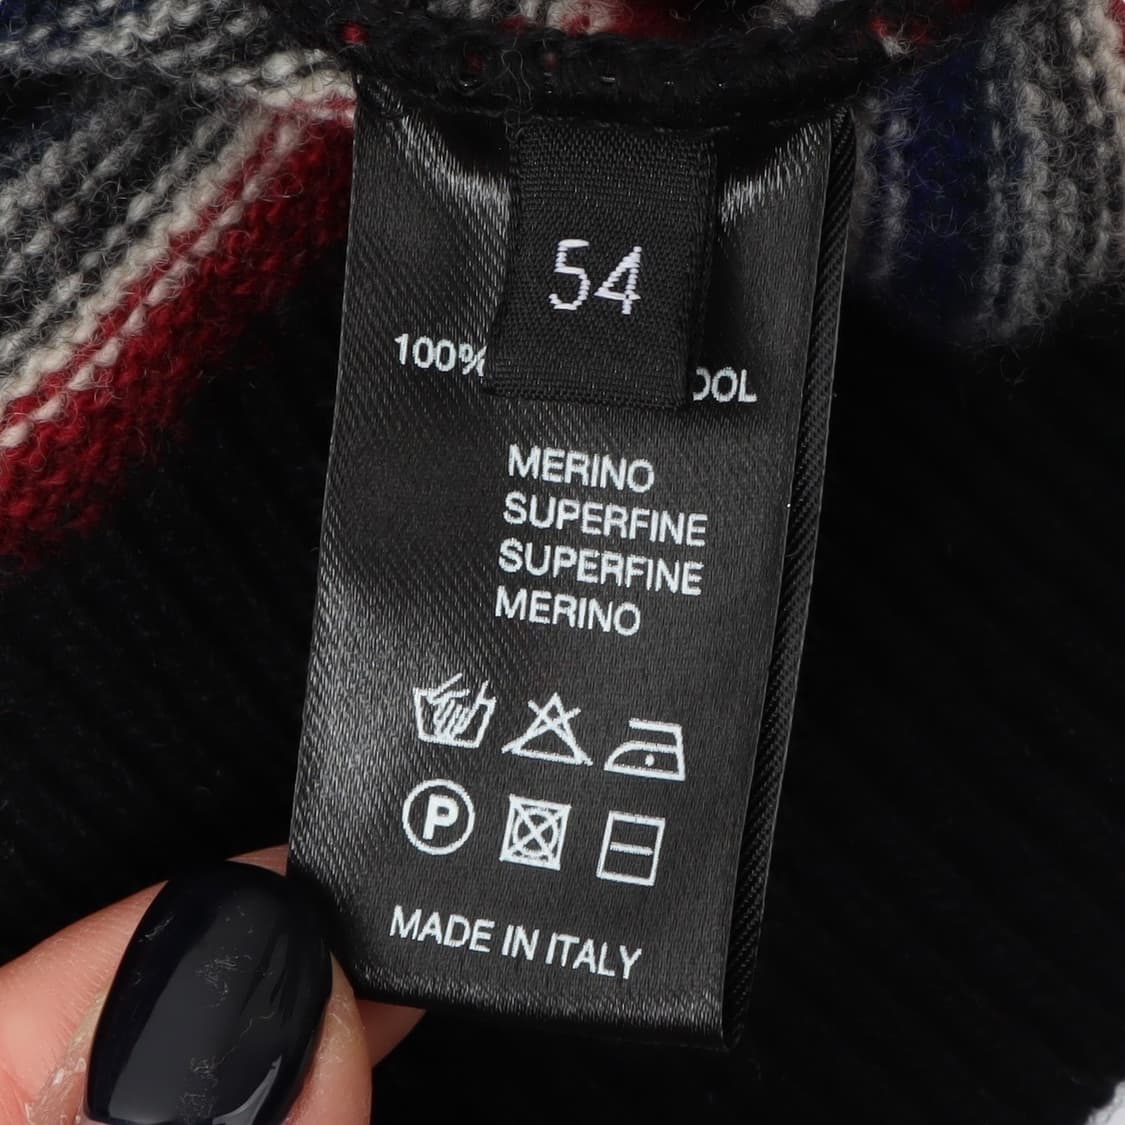 54
100% OOL
MERINO
SUPERFINE
SUPERFINE
MERINO
P
MADE IN ITALY